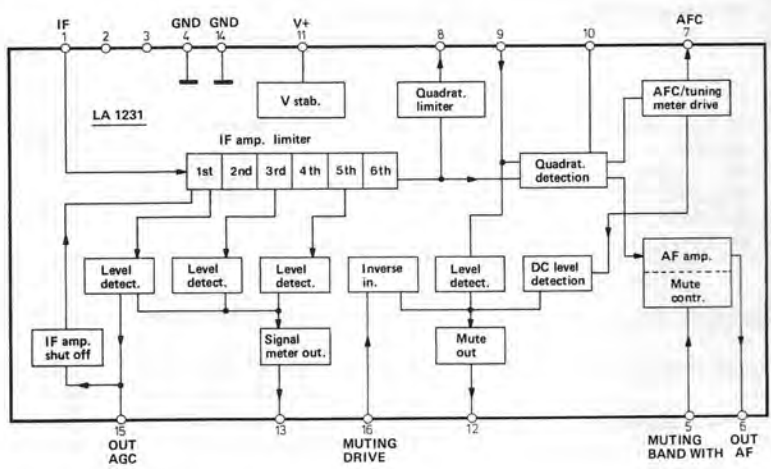 IF
GND
GND
V+
AFC
1
2
3
4
14
11
8
9
10
7
LA 1231
V stab.
Quadrat.
limiter
AFC/tuning
meter drive
IF amp. limiter
1st
2nd
3rd
4th
5th
6th
Quadrat.
detection
Level
detect.
Level
detect.
Level
detect.
Inverse
in.
Level
detect.
DC level
detection
AF amp.
Mute
contr.
IF amp.
shut off
Signal
meter out.
Mute
out
15
13
16
12
5
6
OUT
AGC
MUTING
DRIVE
MUTING
BAND WITH
OUT
AF